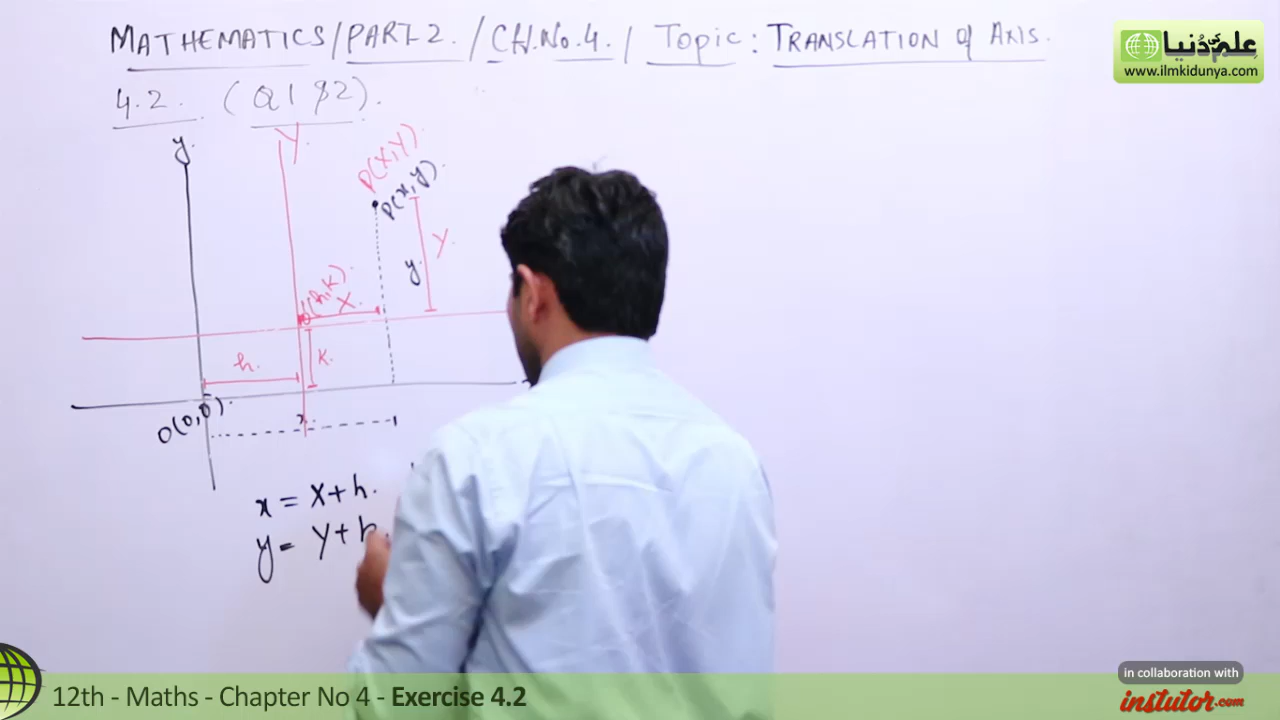 MATHEMATICS/PART-2./CH.No.4./Topic: TRANSLATION of AXIS.
4.2. (Q1 & 2).
علم کی دُنیا
www.ilmkidunya.com
y
Y
P(X,Y)
P(x,y)
Y
y
O'(h,k)
X
h
k
O(0,0)
x
x = X+h.
y = Y+
in collaboration with
instutor.com
12th - Maths - Chapter No 4 - Exercise 4.2